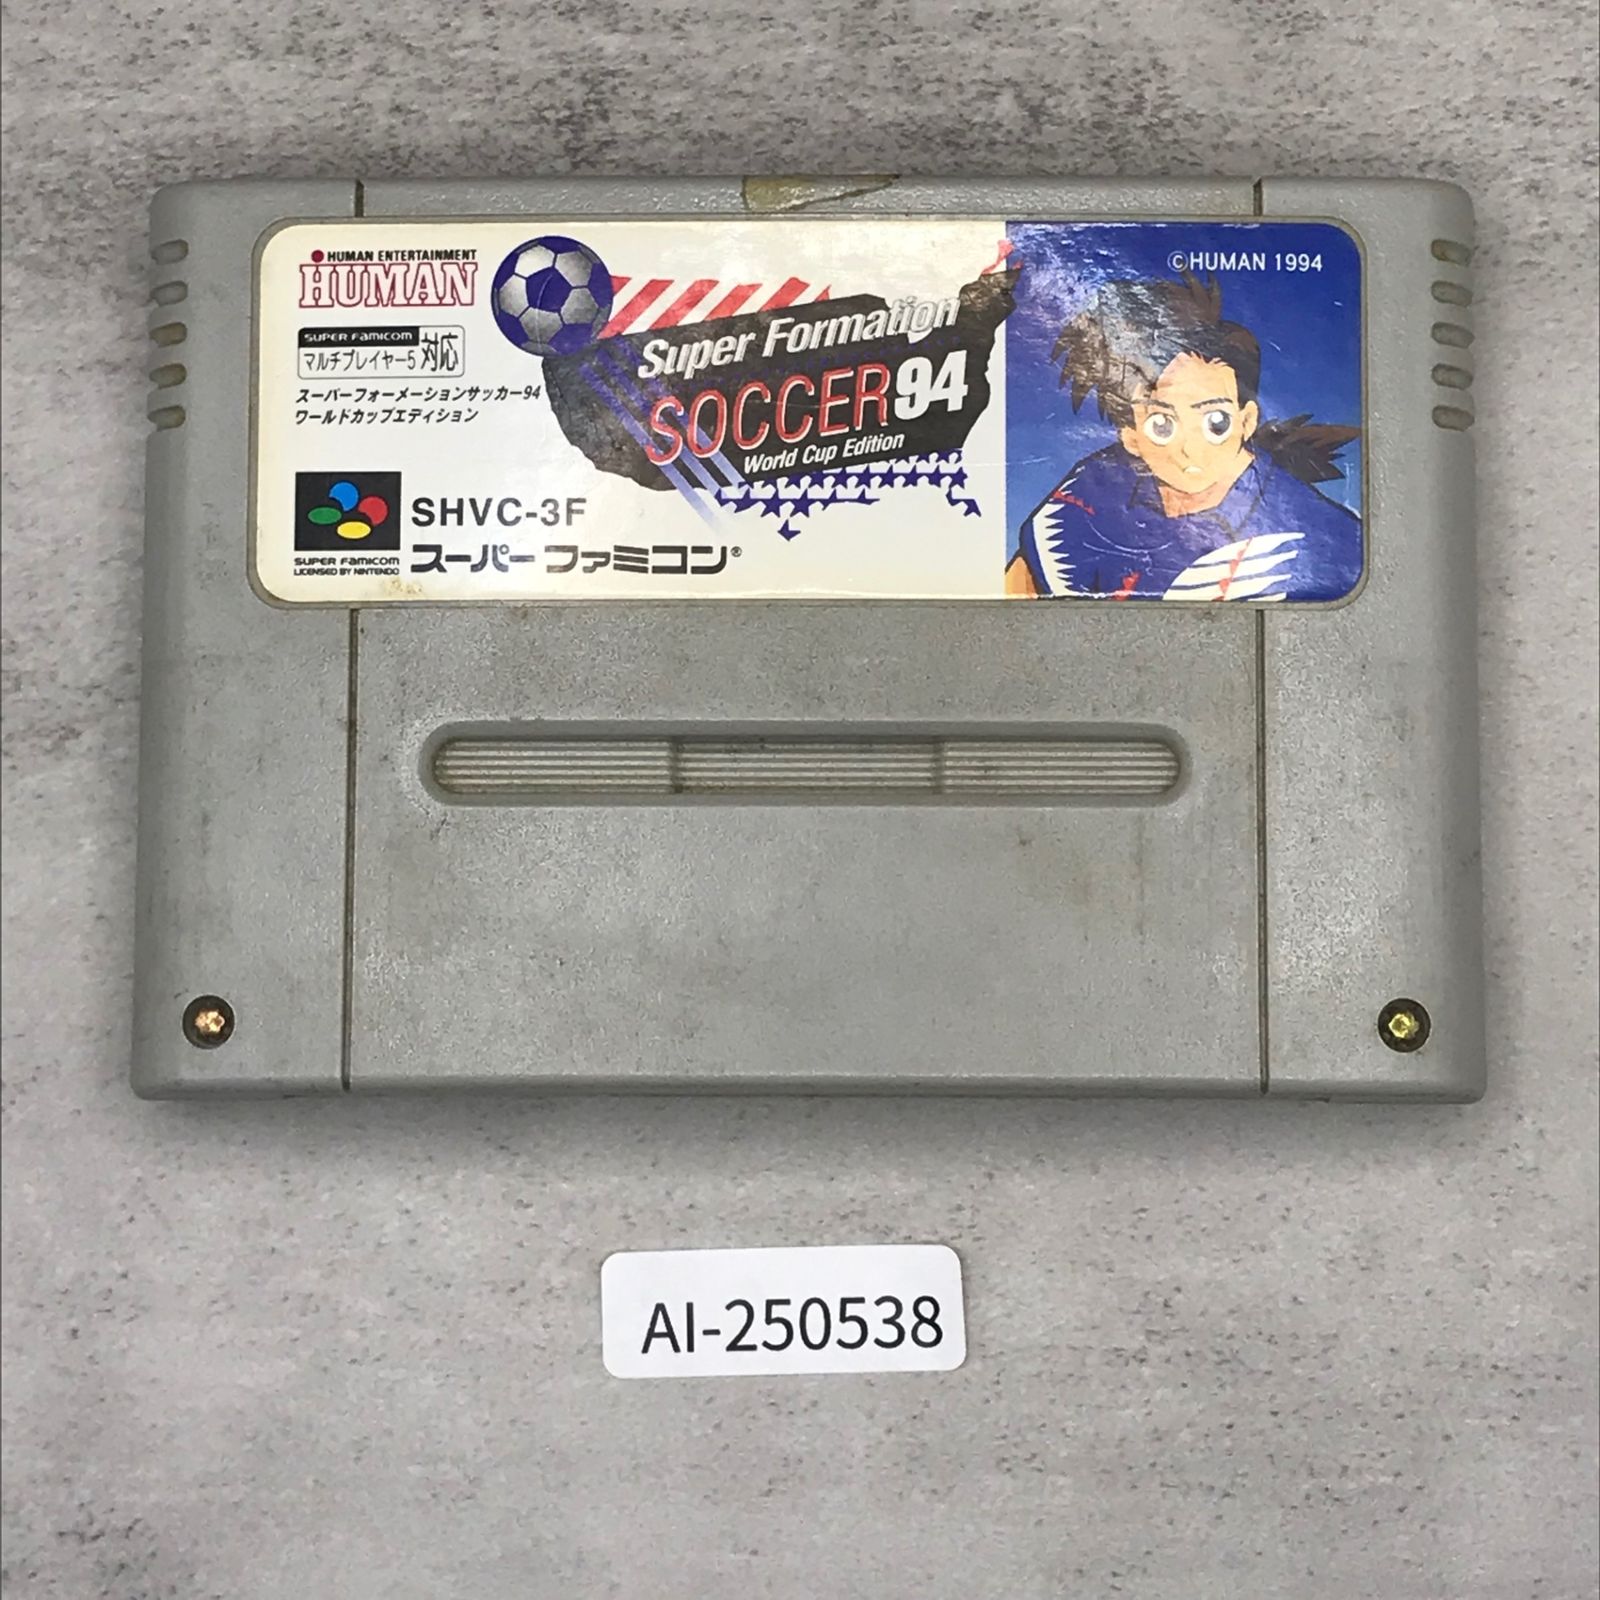 HUMAN ENTERTAINMENT
HUMAN
SUPER FAMICOM
マルチプレイヤー5 対応
スーパーフォーメーションサッカー94
ワールドカップエディション
Super Formation
SOCCER 94
World Cup Edition
©HUMAN 1994
SHVC-3F
スーパーファミコン®
SUPER FAMICOM
LICENSED BY NINTENDO
AI-250538